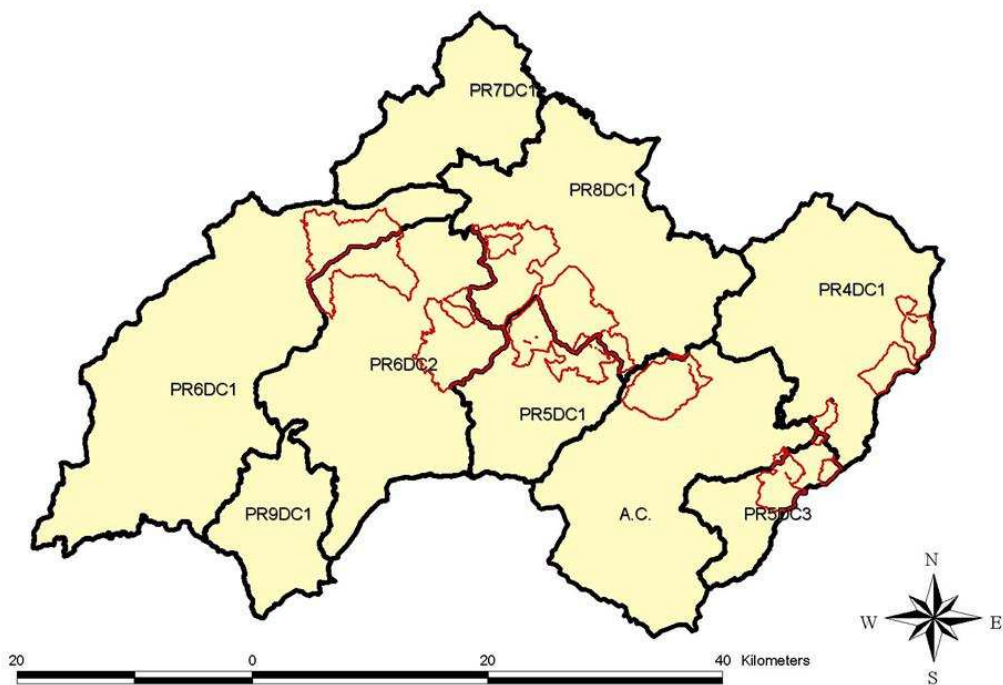 PR7DC1
PR8DC1
PR4DC1
PR6DC1
PR6DC2
PR5DC1
PR9DC1
A.C.
PR5DC3
N
W
E
S
20 0 20 40 Kilometers